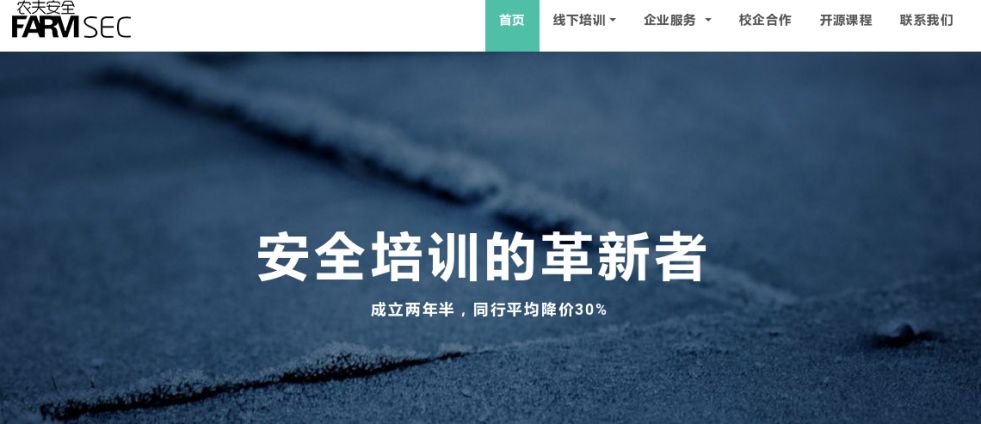 农夫安全
FARM SEC
首页 线下培训 企业服务 校企合作 开源课程 联系我们
安全培训的革新者
成立两年半，同行平均降价30%